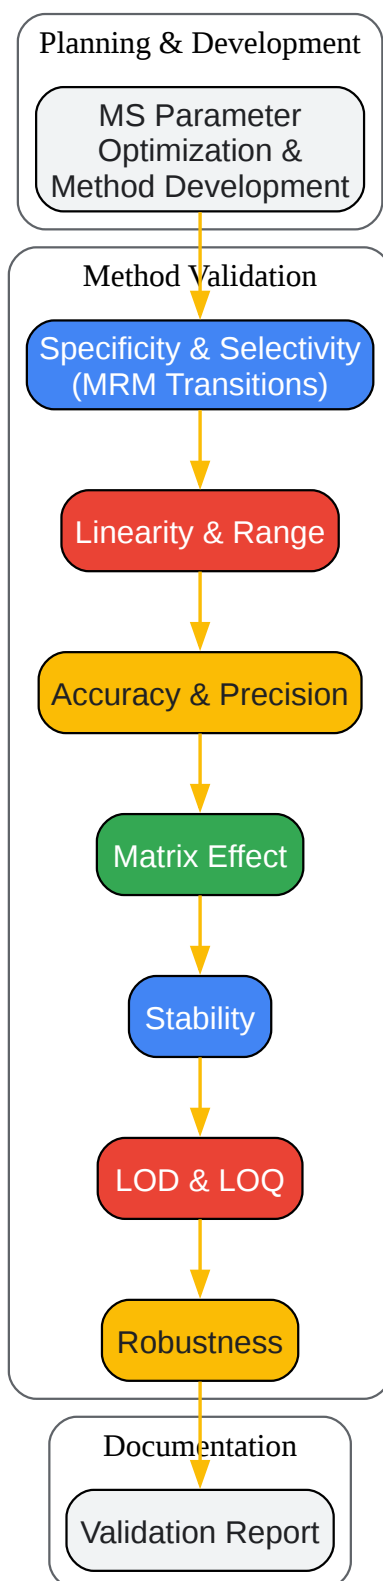 Planning & Development
MS Parameter
Optimization &
Method Development
Method Validation
Specificity & Selectivity
(MRM Transitions)
Linearity & Range
Accuracy & Precision
Matrix Effect
Stability
LOD & LOQ
Robustness
Documentation
Validation Report